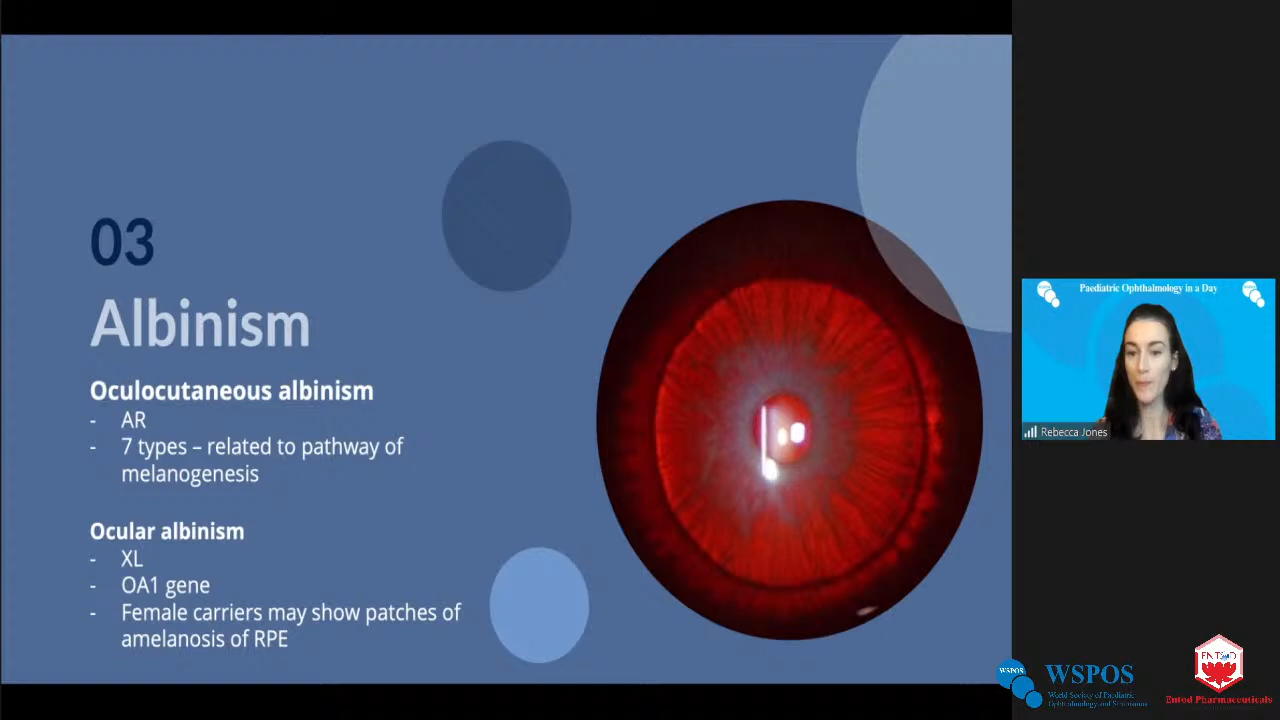 03
Albinism
Oculocutaneous albinism
- AR
- 7 types – related to pathway of
melanogenesis
Ocular albinism
- XL
- OA1 gene
- Female carriers may show patches of
amelanosis of RPE
Paediatric Ophthalmology in a Day
Rebecca Jones
WSPOS
WSPOS
World Society of Paediatric
Ophthalmology and Strabismus
ENTOD
Entod Pharmaceuticals